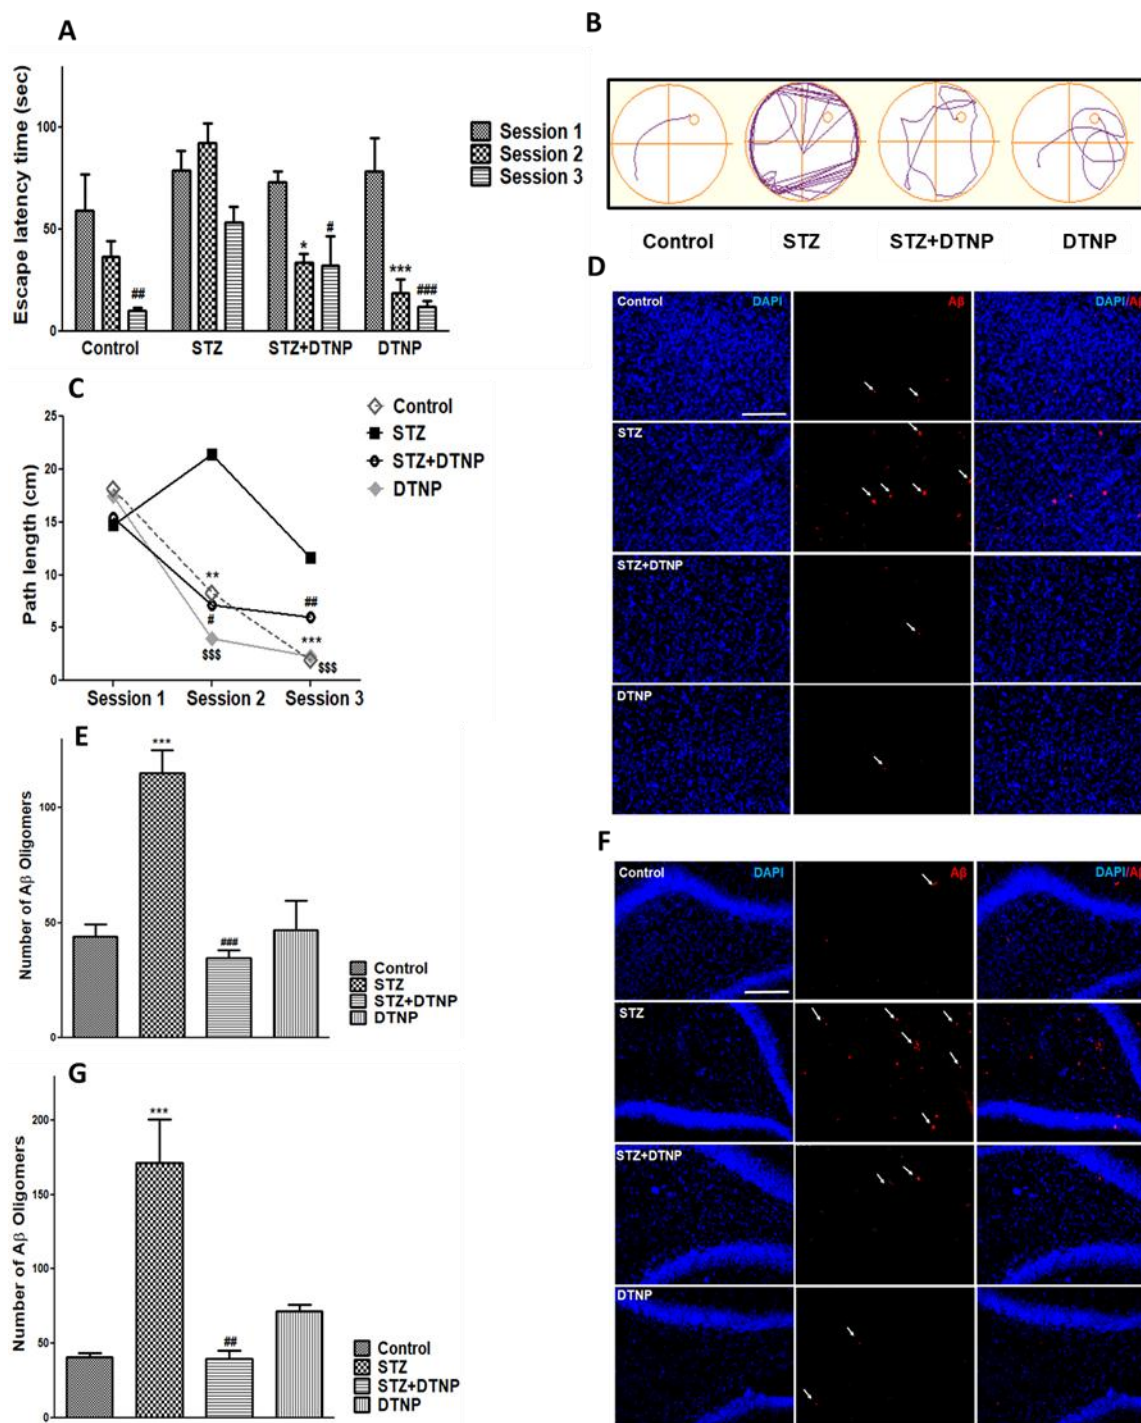 A
Escape latency time (sec)
100
50
0
##
*
#
***
###
Control
STZ
STZ+DTNP
DTNP
Session 1
Session 2
Session 3
B
Control
STZ
STZ+DTNP
DTNP
C
Path length (cm)
25
20
15
10
5
0
**
#
$$$
##
***
$$$
Session 1
Session 2
Session 3
Control
STZ
STZ+DTNP
DTNP
D
Control
DAPI
Aβ
DAPI/Aβ
STZ
STZ+DTNP
DTNP
E
Number of Aβ Oligomers
100
50
0
***
###
Control
STZ
STZ+DTNP
DTNP
F
Control
DAPI
Aβ
DAPI/Aβ
STZ
STZ+DTNP
DTNP
G
Number of Aβ Oligomers
200
150
100
50
0
***
##
Control
STZ
STZ+DTNP
DTNP